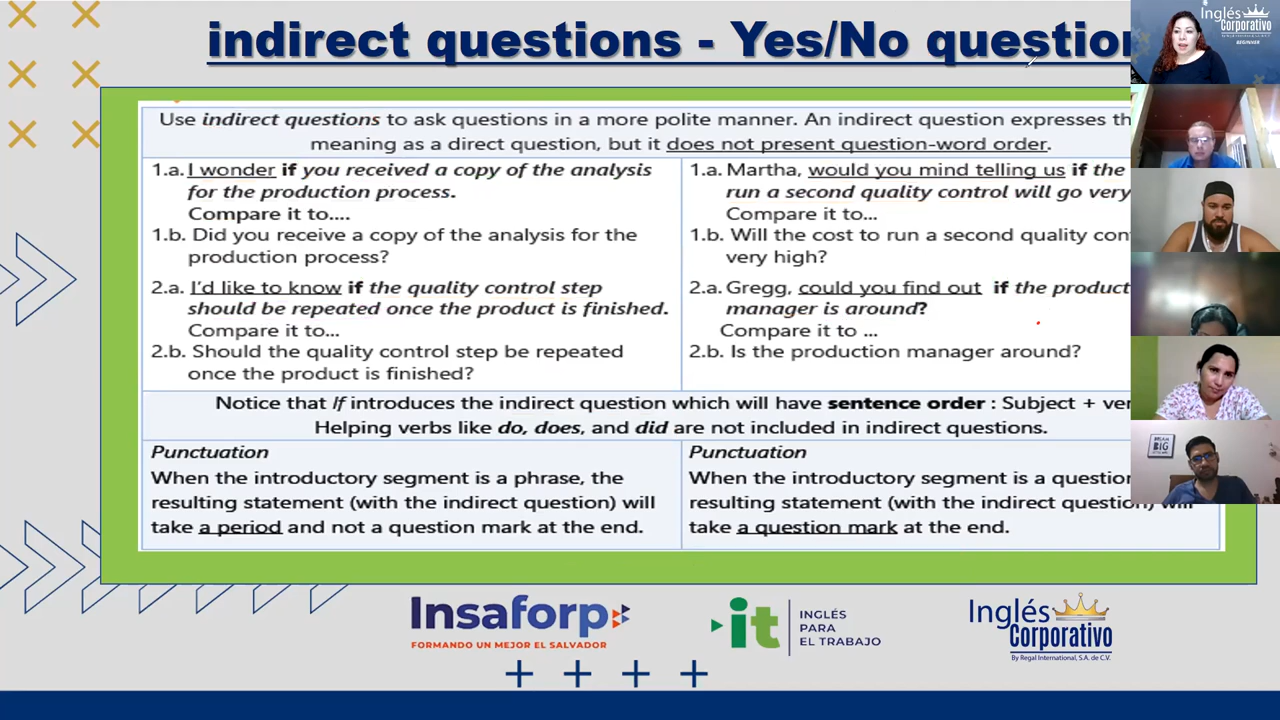 indirect questions - Yes/No question
Use indirect questions to ask questions in a more polite manner. An indirect question expresses
meaning as a direct question, but it does not present question-word order.
1.a. I wonder if you received a copy of the analysis
for the production process.
Compare it to....
1.b. Did you receive a copy of the analysis for the
production process?
2.a. I'd like to know if the quality control step
should be repeated once the product is finished.
Compare it to...
2.b. Should the quality control step be repeated
once the product is finished?
1.a. Martha, would you mind telling us if the
run a second quality control will go very
Compare it to...
1.b. Will the cost to run a second quality
very high?
2.a. Gregg, could you find out if the
manager is around?
Compare it to ...
2.b. Is the production manager around?
Notice that If introduces the indirect question which will have sentence order : Subject +
Helping verbs like do, does, and did are not included in indirect questions.
Punctuation
When the introductory segment is a phrase, the
resulting statement (with the indirect question) will
take a period and not a question mark at the end.
Punctuation
When the introductory segment is a question
resulting statement (with the indirect question) will
take a question mark at the end.
Insaforp
FORMANDO UN MEJOR EL SALVADOR
it
INGLÉS
PARA
EL TRABAJO
Inglés
Corporativo
By Regal International, S.A. de C.V.
Inglés
Corporativo
BEGINNER
DREAM
BIG